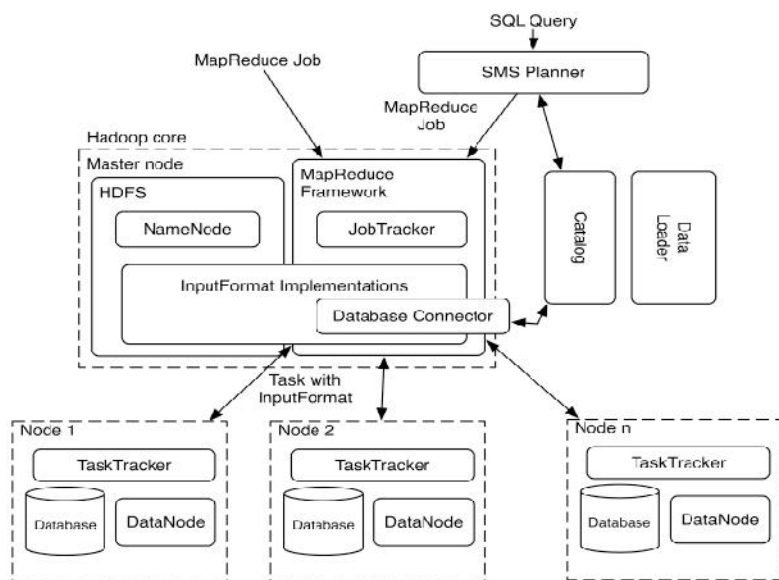 SQL Query
SMS Planner
MapReduce Job
MapReduce
Job
Hadoop core
Master node
HDFS
NameNode
MapReduce
Framework
JobTracker
InputFormat Implementations
Database Connector
Catalog
Data
Loader
Task with
InputFormat
Node 1
TaskTracker
Database
DataNode
Node 2
TaskTracker
Database
DataNode
Node n
TaskTracker
Database
DataNode